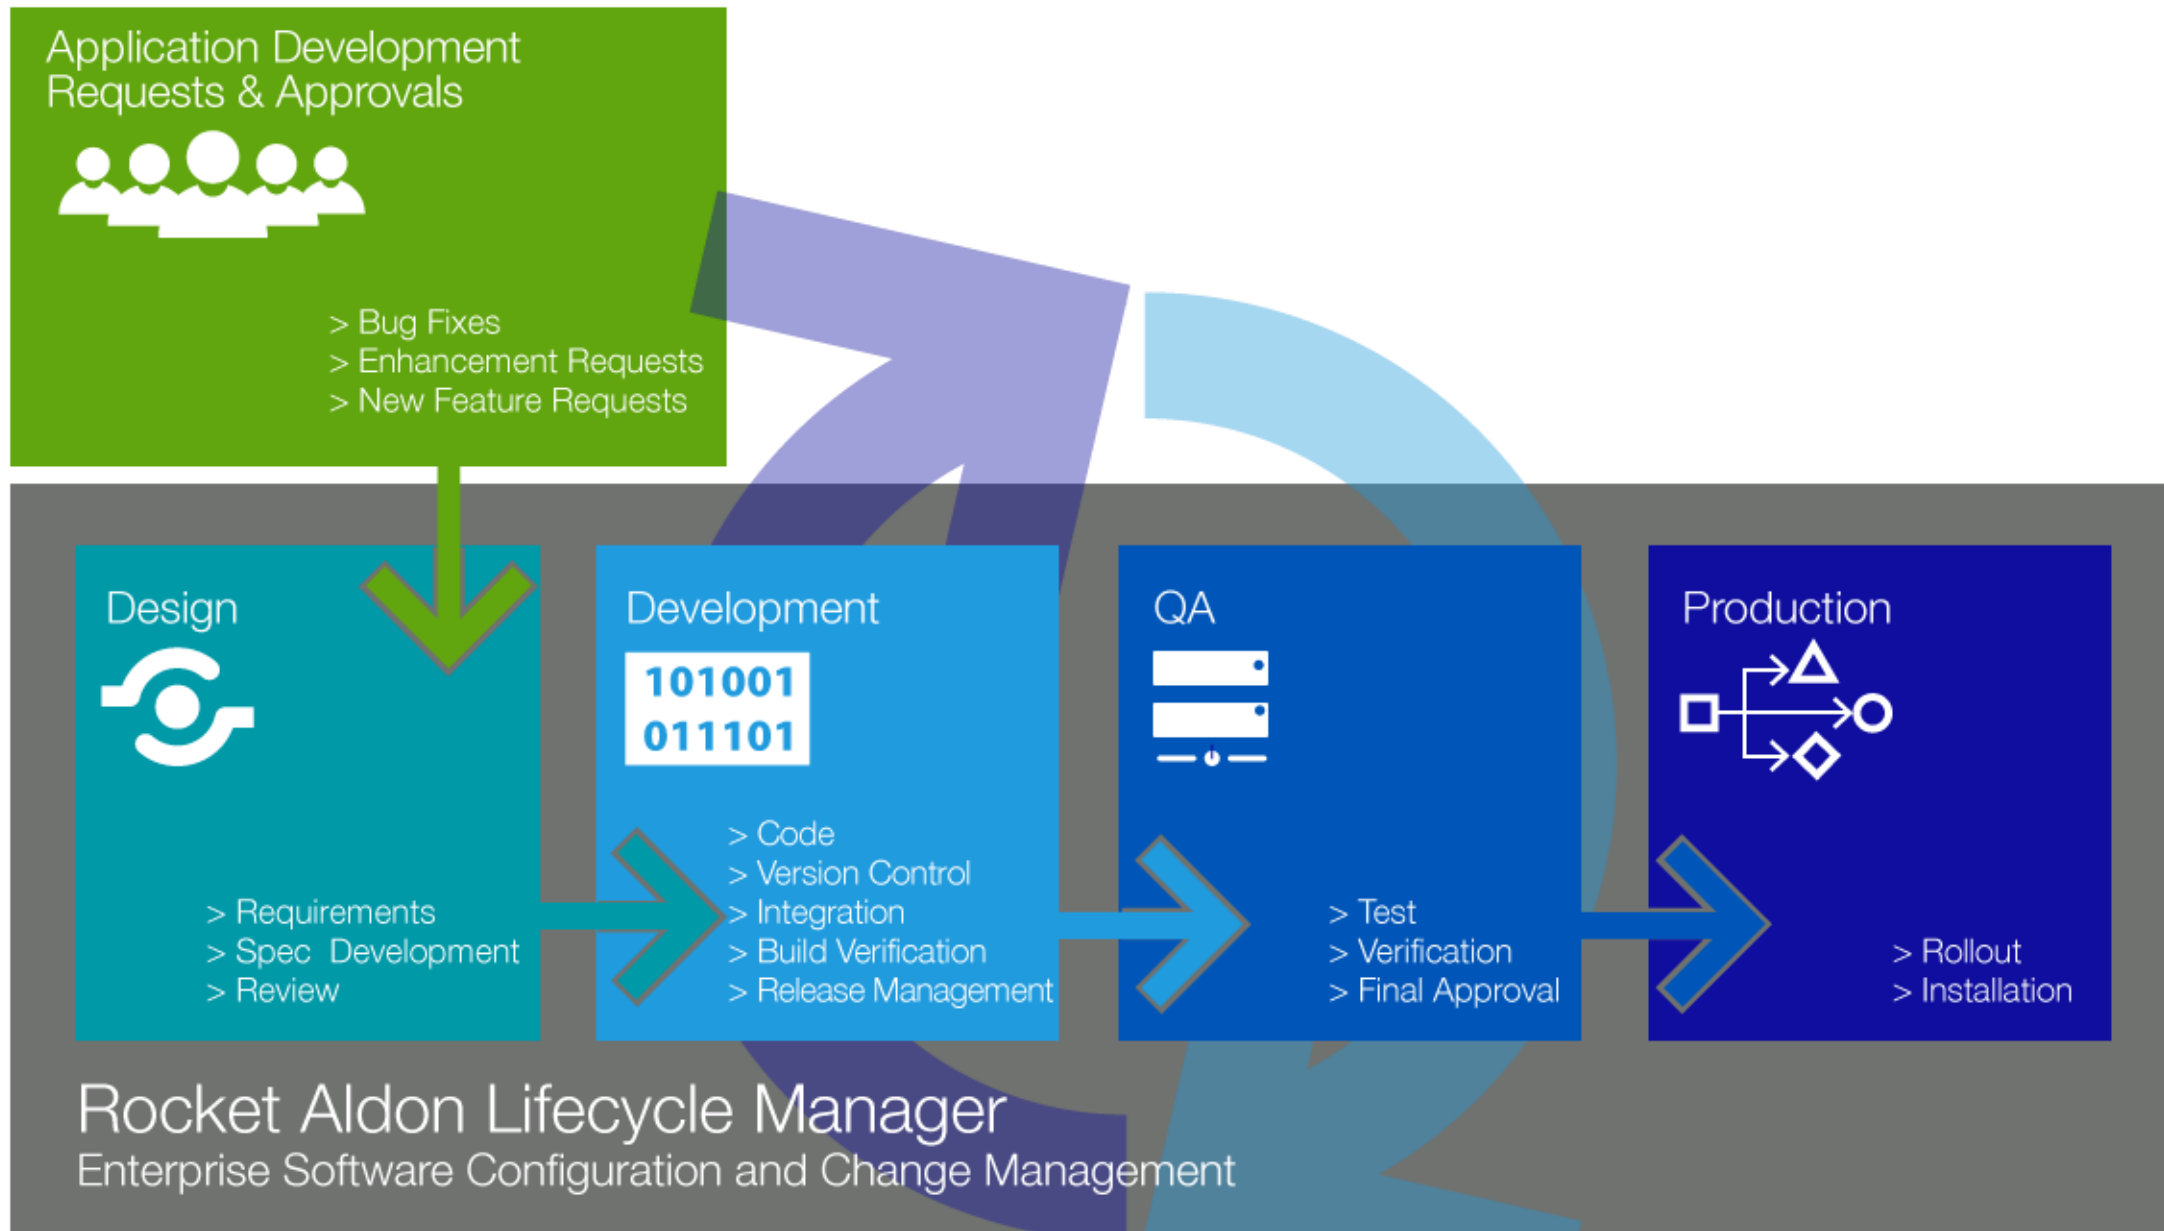 Application Development
Requests & Approvals
> Bug Fixes
> Enhancement Requests
> New Feature Requests
Design
> Requirements
> Spec Development
> Review
Development
101001
011101
> Code
> Version Control
> Integration
> Build Verification
> Release Management
QA
> Test
> Verification
> Final Approval
Production
> Rollout
> Installation
Rocket Aldon Lifecycle Manager
Enterprise Software Configuration and Change Management